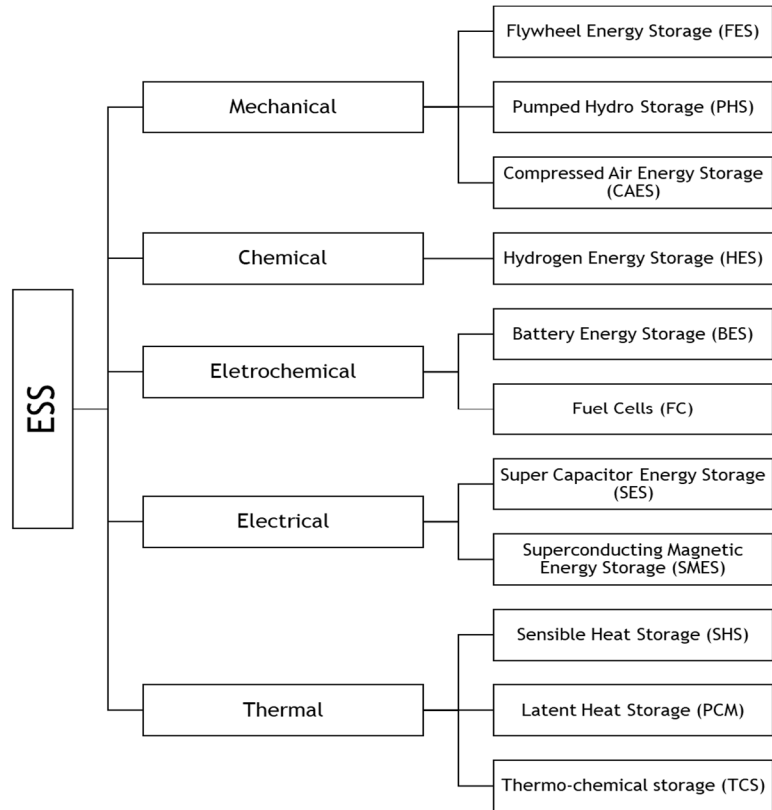 ESS
Mechanical
Flywheel Energy Storage (FES)
Pumped Hydro Storage (PHS)
Compressed Air Energy Storage
(CAES)
Chemical
Hydrogen Energy Storage (HES)
Eletrochemical
Battery Energy Storage (BES)
Fuel Cells (FC)
Electrical
Super Capacitor Energy Storage
(SES)
Superconducting Magnetic
Energy Storage (SMES)
Thermal
Sensible Heat Storage (SHS)
Latent Heat Storage (PCM)
Thermo-chemical storage (TCS)